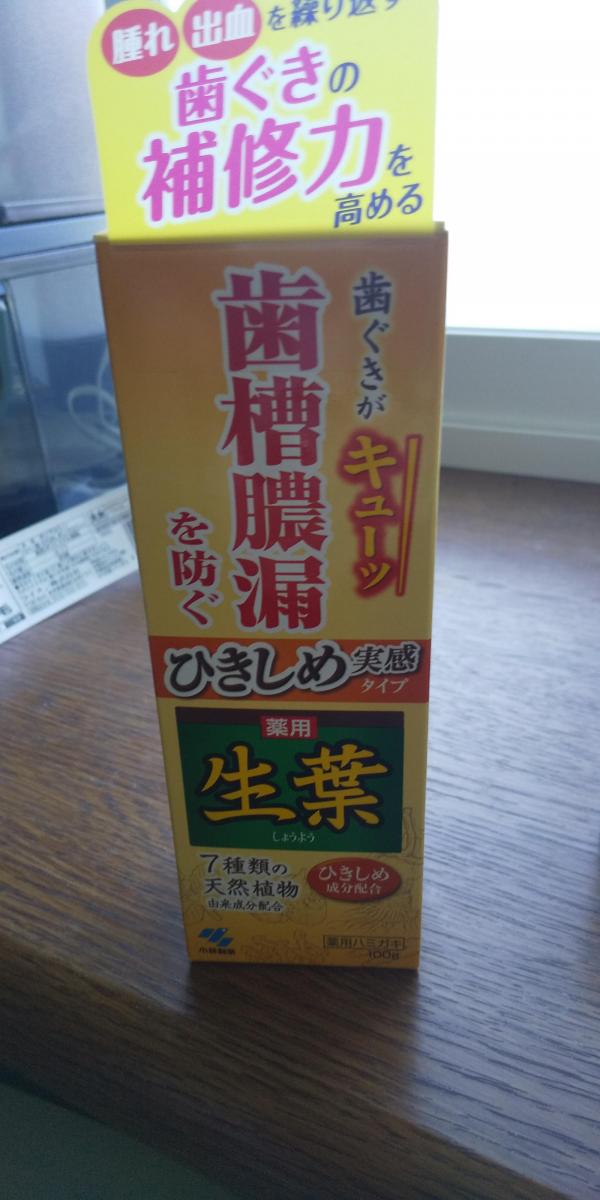 腫れ 出血 を繰り返す
歯ぐきの
補修力を
高める
歯ぐきが
キューッ
歯槽膿漏
を防ぐ
ひきしめ実感
タイプ
薬用
生葉
しょうよう
7種類の
天然植物
由来成分配合
ひきしめ
成分配合
小林製薬
薬用ハミガキ
100g